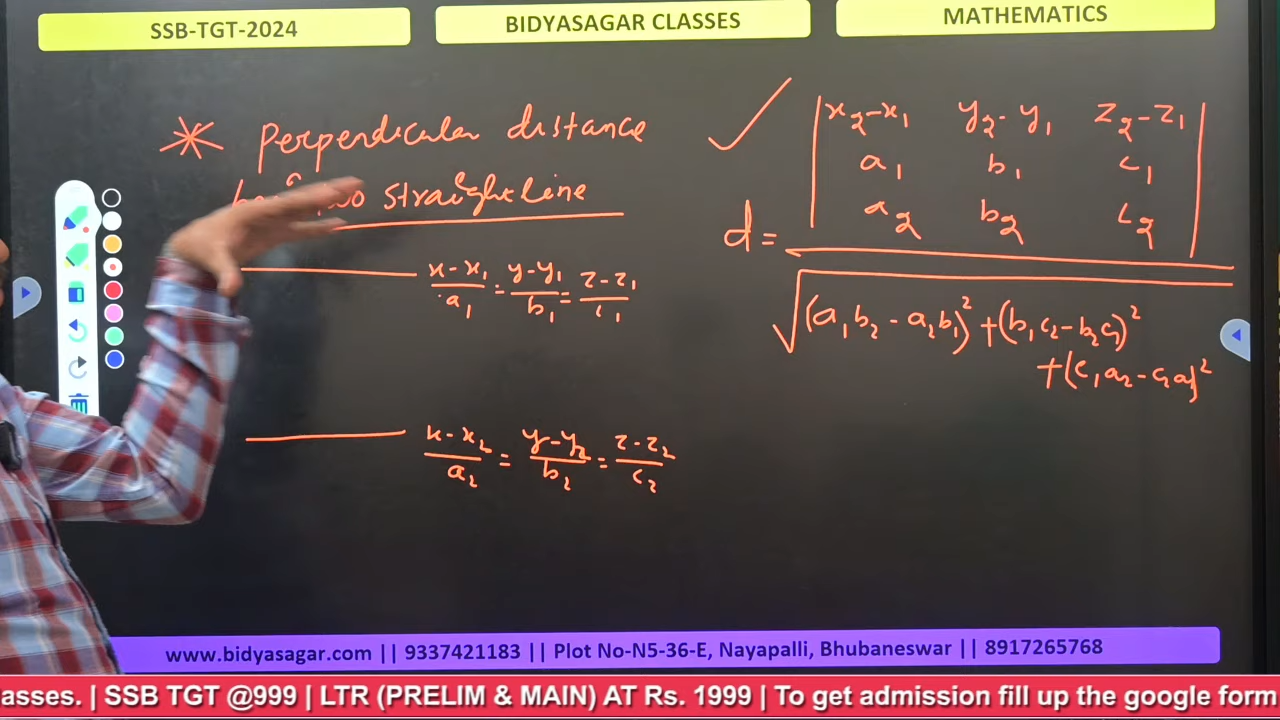 SSB-TGT-2024
BIDYASAGAR CLASSES
MATHEMATICS
* Perpendicular distance
straight line
x-x₁/a₁ = y-y₁/b₁ = z-z₁/c₁
x-x₂/a₂ = y-y₂/b₂ = z-z₂/c₂
✓
| x₂-x₁ y₂-y₁ z₂-z₁ |
| a₁ b₁ c₁ |
| a₂ b₂ c₂ |
d =
√(a₁b₂ - a₂b₁)² + (b₁c₂ - b₂c₁)²
+ (c₁a₂ - c₂a₁)²
www.bidyasagar.com || 9337421183 || Plot No-N5-36-E, Nayapalli, Bhubaneswar || 8917265768
lasses. | SSB TGT @999 | LTR (PRELIM & MAIN) AT Rs. 1999 | To get admission fill up the google form